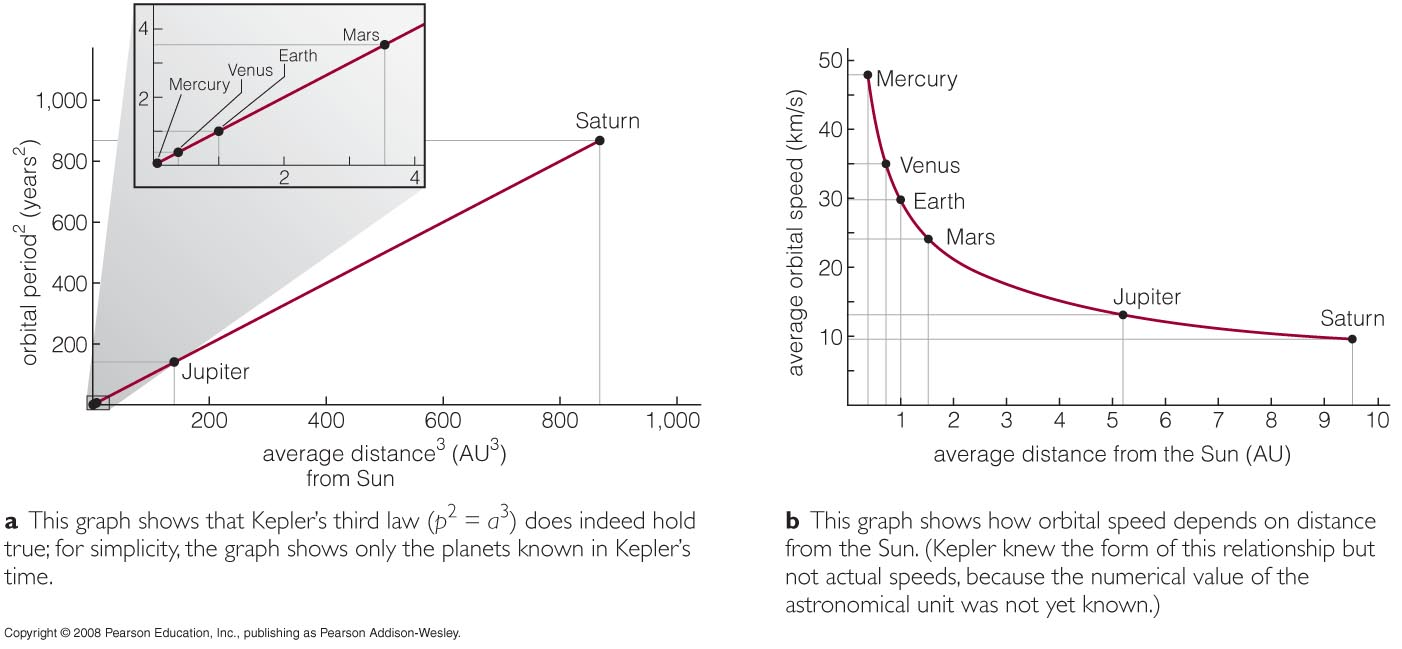 4
2
Mars
Earth
Venus
Mercury
2
4
1,000
800
600
400
200
orbital period² (years²)
Saturn
Jupiter
200
400
600
800
1,000
average distance³ (AU³)
from Sun
50
40
30
20
10
average orbital speed (km/s)
Mercury
Venus
Earth
Mars
Jupiter
Saturn
1
2
3
4
5
6
7
8
9
10
average distance from the Sun (AU)
a This graph shows that Kepler’s third law (p² = a³) does indeed hold
true; for simplicity, the graph shows only the planets known in Kepler’s
time.
b This graph shows how orbital speed depends on distance
from the Sun. (Kepler knew the form of this relationship but
not actual speeds, because the numerical value of the
astronomical unit was not yet known.)
Copyright © 2008 Pearson Education, Inc., publishing as Pearson Addison-Wesley.